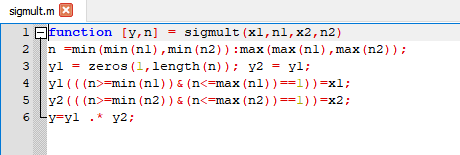 sigmult.m
1 function [y,n] = sigmult(x1,n1,x2,n2)
2 n =min(min(n1),min(n2)):max(max(n1),max(n2));
3 y1 = zeros(1,length(n)); y2 = y1;
4 y1(((n>=min(n1))&(n<=max(n1))==1))=x1;
5 y2(((n>=min(n2))&(n<=max(n2))==1))=x2;
6 y=y1 .* y2;